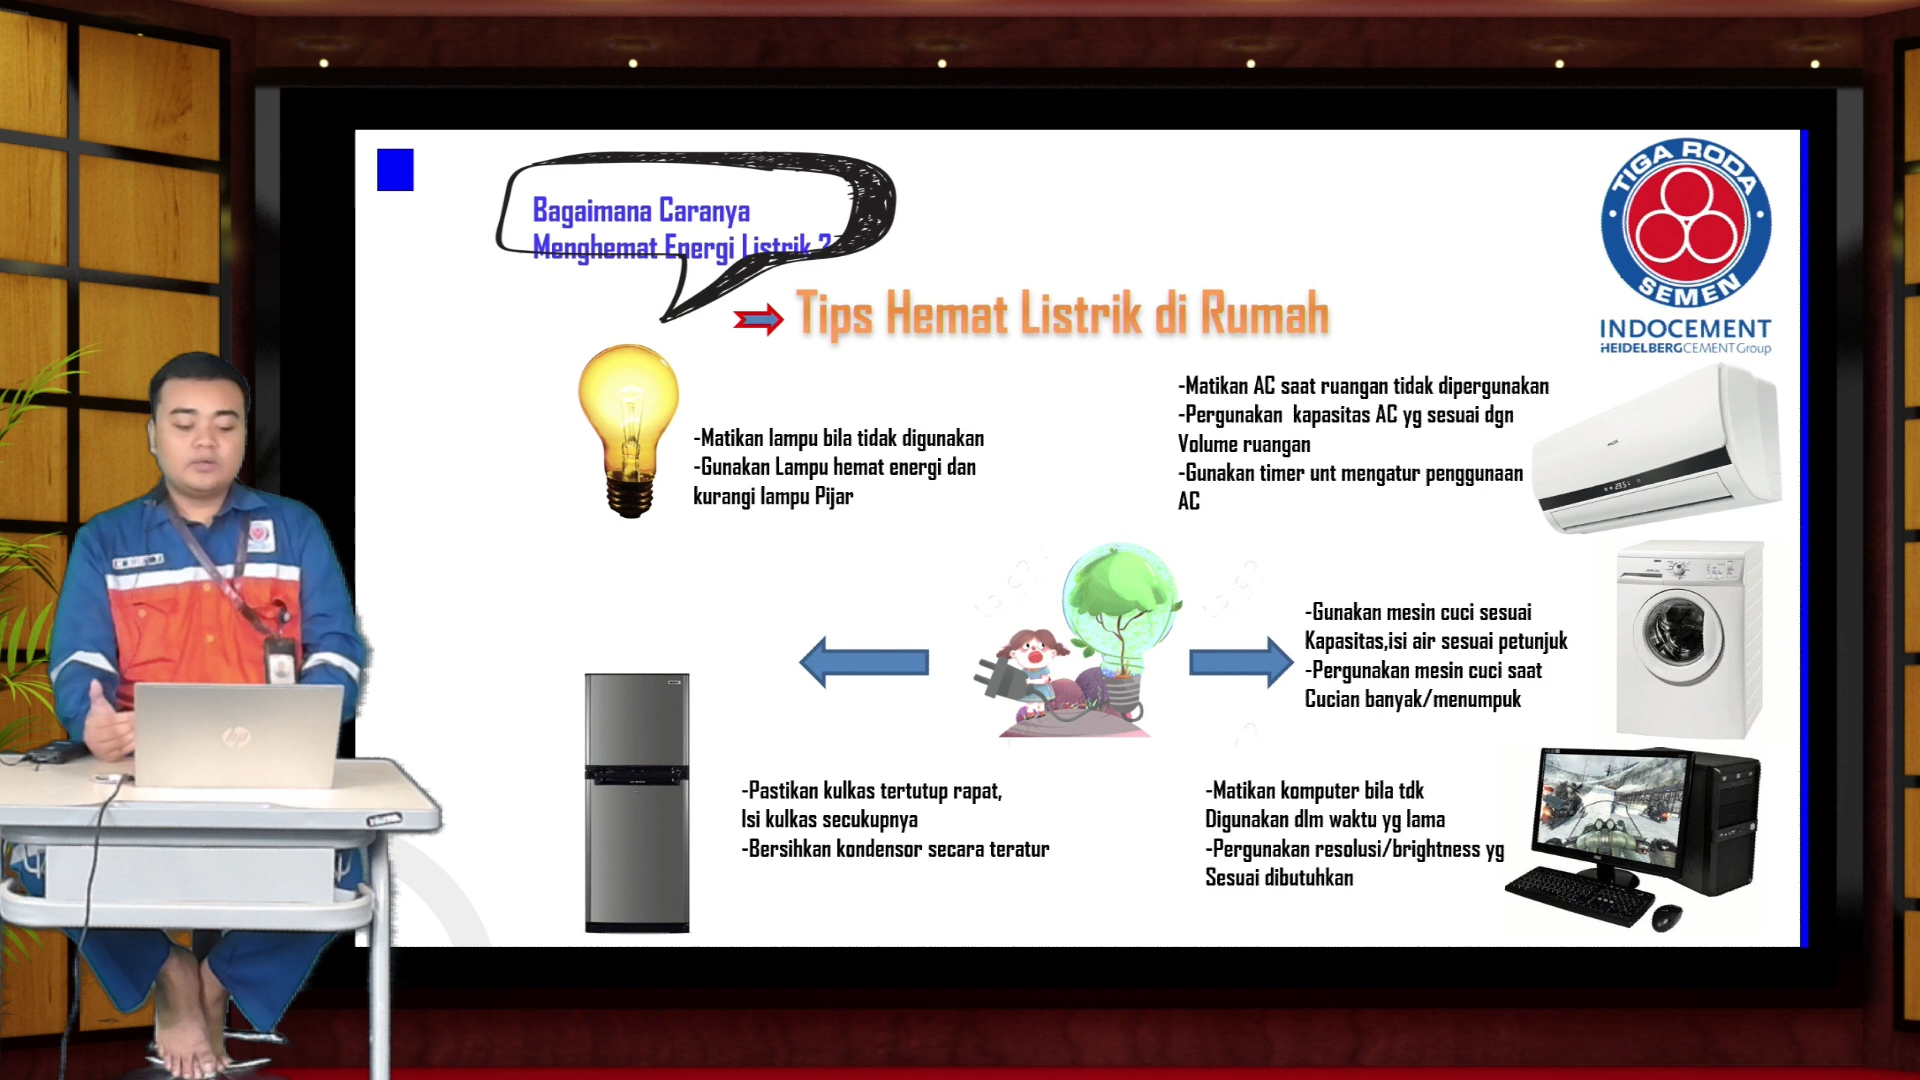 Bagaimana Caranya
Menghemat Energi Listrik ?
Tips Hemat Listrik di Rumah
TIGA RODA
SEMEN
INDOCEMENT
HEIDELBERGCEMENT Group
-Matikan lampu bila tidak digunakan
-Gunakan Lampu hemat energi dan
kurangi lampu Pijar
-Matikan AC saat ruangan tidak dipergunakan
-Pergunakan kapasitas AC yg sesuai dgn
Volume ruangan
-Gunakan timer unt mengatur penggunaan
AC
-Gunakan mesin cuci sesuai
Kapasitas,isi air sesuai petunjuk
-Pergunakan mesin cuci saat
Cucian banyak/menumpuk
-Pastikan kulkas tertutup rapat,
Isi kulkas secukupnya
-Bersihkan kondensor secara teratur
-Matikan komputer bila tdk
Digunakan dlm waktu yg lama
-Pergunakan resolusi/brightness yg
Sesuai dibutuhkan
hp